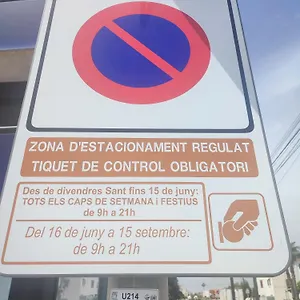 ZONA D'ESTACIONAMENT REGULAT
TIQUET DE CONTROL OBLIGATORI
Des de divendres Sant fins 15 de juny:
TOTS ELS CAPS DE SETMANA i FESTIUS
de 9h a 21h
Del 16 de juny a 15 setembre:
de 9h a 21h
U214